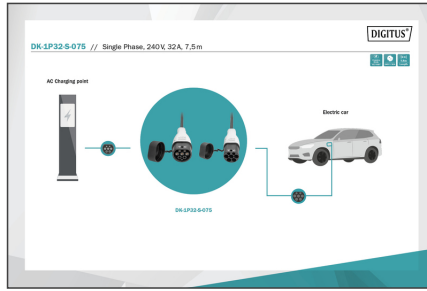 DIGITUS®
DK-1P32-S-075 // Single Phase, 240V, 32A, 7,5m
AC Charging point
Electric car
DK-1P32-S-075